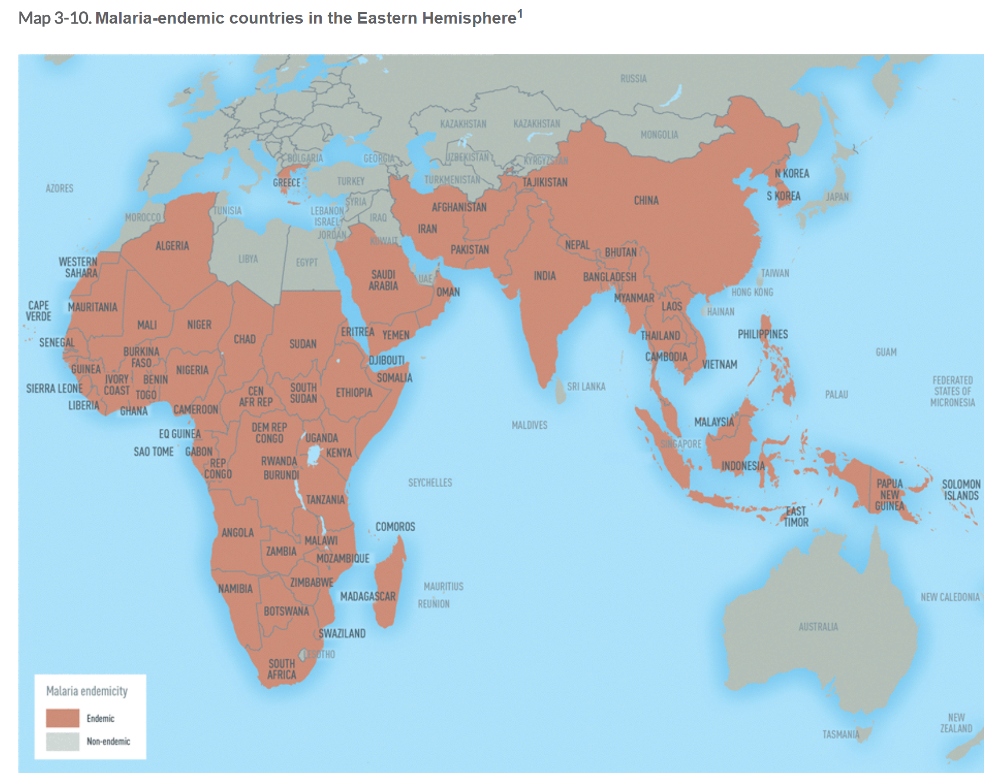 Map 3-10. Malaria-endemic countries in the Eastern Hemisphere1
RUSSIA
KAZAKHSTAN
KAZAKHSTAN
MONGOLIA
BULGARIA
GEORGIA
UZBEKISTAN
KYRGYZSTAN
N KOREA
AZORES
GREECE
TURKEY
TURKMENISTAN
TAJIKISTAN
CHINA
S KOREA
JAPAN
MOROCCO
TUNISIA
LEBANON
SYRIA
ISRAEL
IRAQ
AFGHANISTAN
IRAN
JORDAN
KUWAIT
ALGERIA
PAKISTAN
NEPAL
BHUTAN
WESTERN
SAHARA
LIBYA
EGYPT
SAUDI
ARABIA
UAE
OMAN
INDIA
BANGLADESH
TAIWAN
HONG KONG
CAPE
VERDE
MAURITANIA
MYANMAR
LAOS
HAINAN
MALI
NIGER
CHAD
SUDAN
ERITREA
YEMEN
THAILAND
PHILIPPINES
SENEGAL
BURKINA
FASO
DJIBOUTI
CAMBODIA
VIETNAM
GUAM
GUINEA
IVORY
COAST
BENIN
NIGERIA
SOMALIA
SIERRA LEONE
TOGO
CEN
AFR REP
SOUTH
SUDAN
ETHIOPIA
SRI LANKA
PALAU
FEDERATED
STATES OF
MICRONESIA
LIBERIA
GHANA
CAMEROON
MALDIVES
MALAYSIA
EQ GUINEA
DEM REP
CONGO
UGANDA
SINGAPORE
SAO TOME
GABON
KENYA
REP
CONGO
RWANDA
BURUNDI
INDONESIA
SEYCHELLES
TANZANIA
PAPUA
NEW
GUINEA
SOLOMON
ISLANDS
EAST
TIMOR
ANGOLA
COMOROS
MALAWI
ZAMBIA
MOZAMBIQUE
NAMIBIA
ZIMBABWE
MADAGASCAR
MAURITIUS
REUNION
NEW CALEDONIA
BOTSWANA
AUSTRALIA
SWAZILAND
LESOTHO
SOUTH
AFRICA
TASMANIA
NEW
ZEALAND
Malaria endemicity
Endemic
Non-endemic